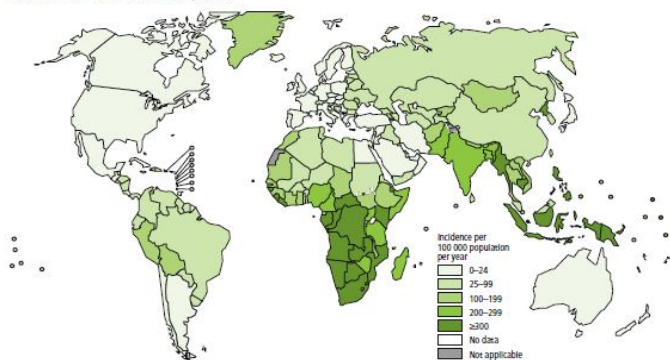 Incidence per
100 000 population
per year
0–24
25–99
100–199
200–299
≥300
No data
Not applicable